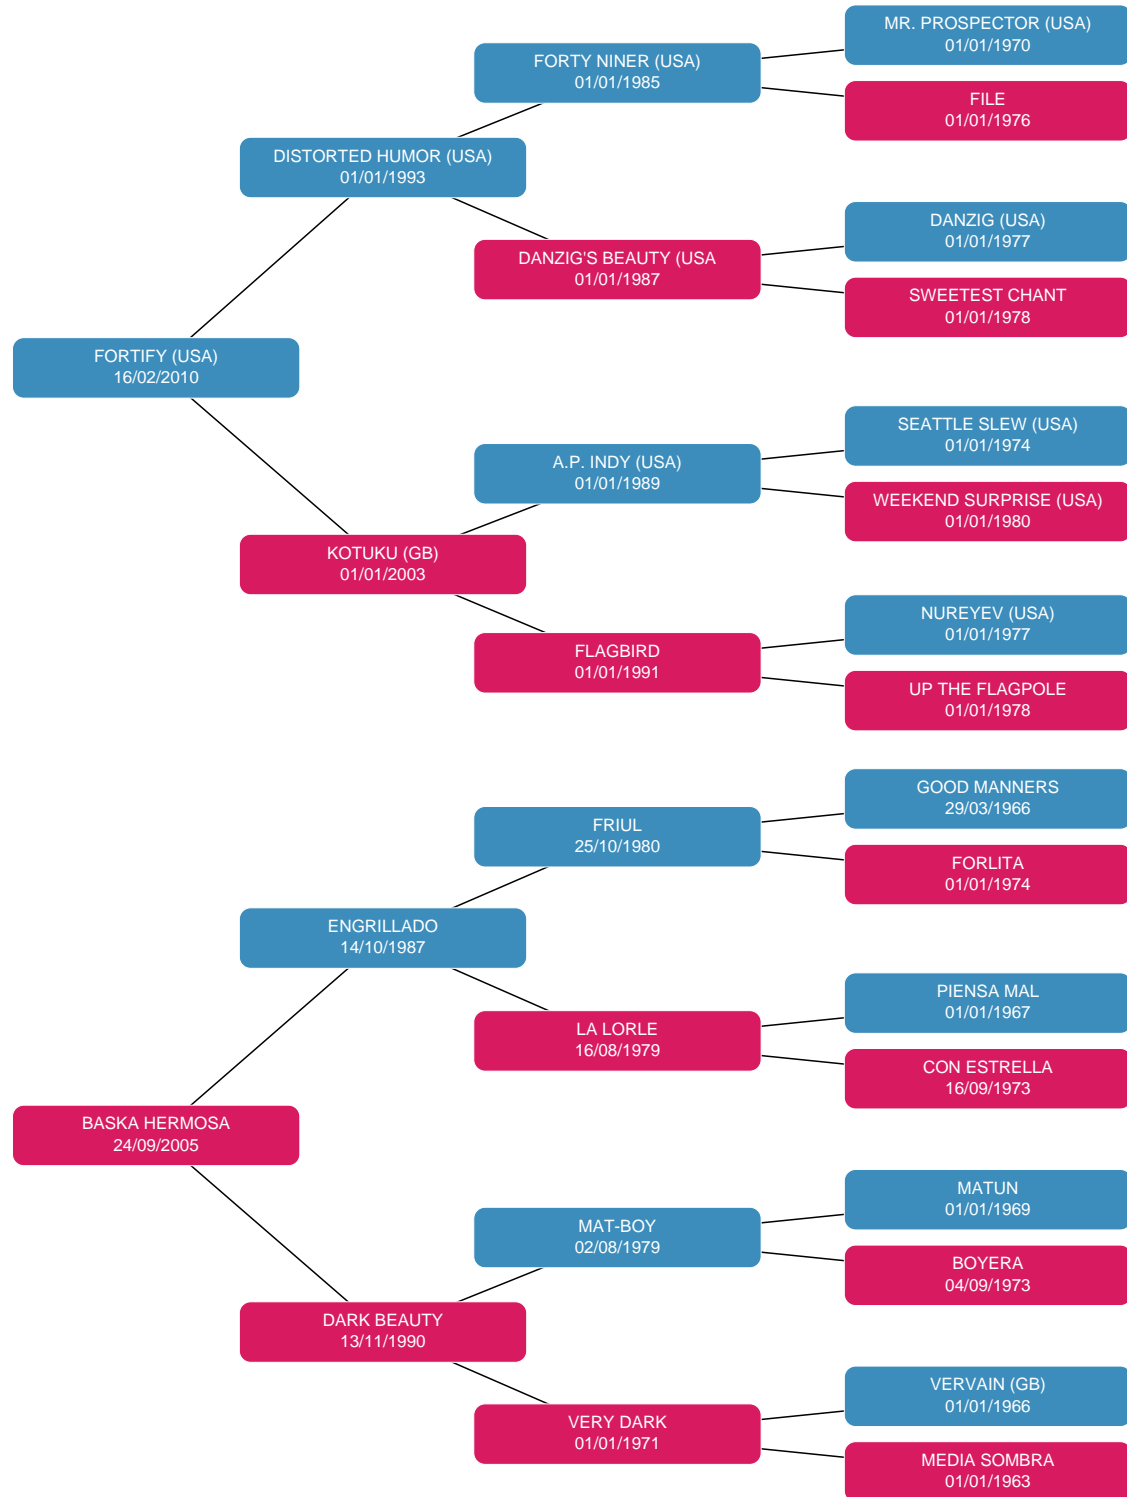 MR. PROSPECTOR (USA)
01/01/1970
FORTY NINER (USA)
01/01/1985
FILE
01/01/1976
DISTORTED HUMOR (USA)
01/01/1993
DANZIG (USA)
01/01/1977
DANZIG'S BEAUTY (USA
01/01/1987
SWEETEST CHANT
01/01/1978
FORTIFY (USA)
16/02/2010
SEATTLE SLEW (USA)
01/01/1974
A.P. INDY (USA)
01/01/1989
WEEKEND SURPRISE (USA)
01/01/1980
KOTUKU (GB)
01/01/2003
NUREYEV (USA)
01/01/1977
FLAGBIRD
01/01/1991
UP THE FLAGPOLE
01/01/1978
GOOD MANNERS
29/03/1966
FRIUL
25/10/1980
FORLITA
01/01/1974
ENGRILLADO
14/10/1987
PIENSA MAL
01/01/1967
LA LORLE
16/08/1979
CON ESTRELLA
16/09/1973
BASKA HERMOSA
24/09/2005
MATUN
01/01/1969
MAT-BOY
02/08/1979
BOYERA
04/09/1973
DARK BEAUTY
13/11/1990
VERVAIN (GB)
01/01/1966
VERY DARK
01/01/1971
MEDIA SOMBRA
01/01/1963